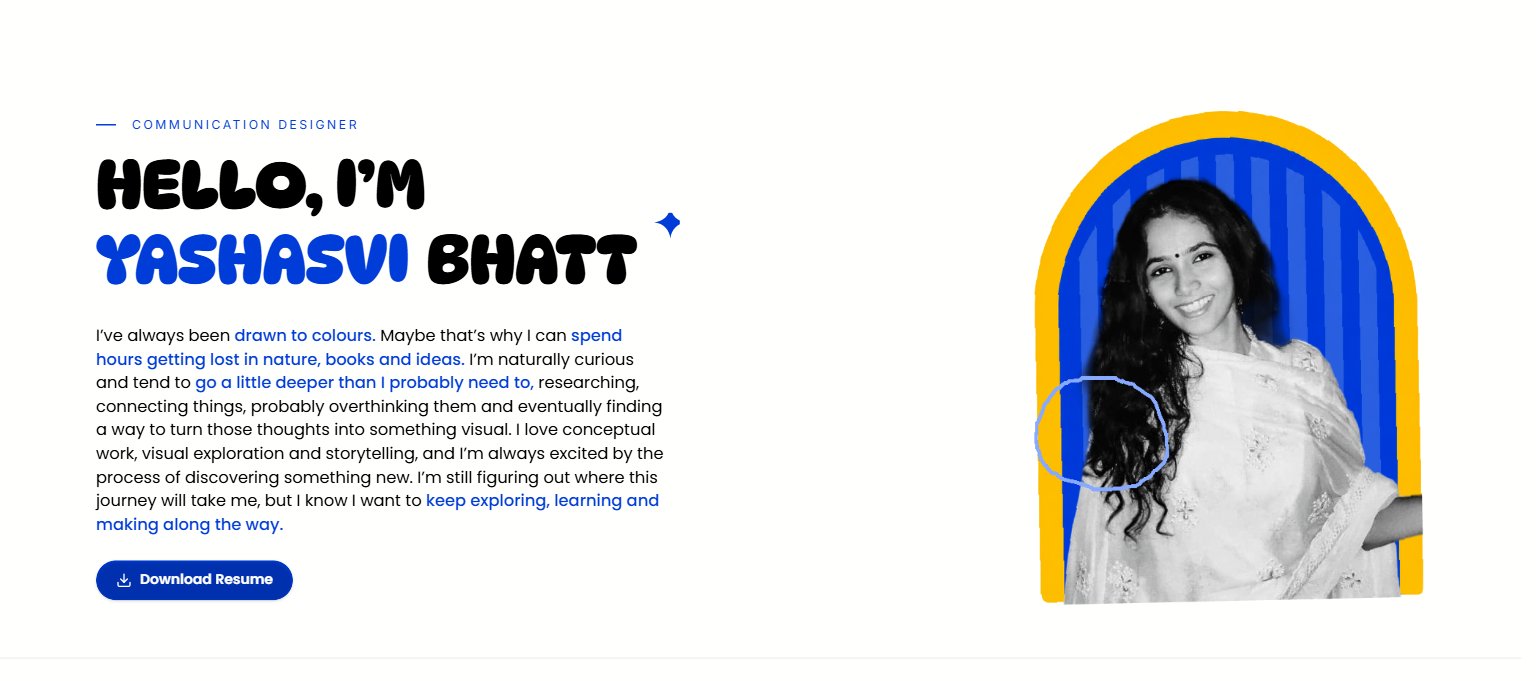 COMMUNICATION DESIGNER
HELLO, I’M
YASHASVI BHATT
I’ve always been drawn to colours. Maybe that’s why I can spend
hours getting lost in nature, books and ideas. I’m naturally curious
and tend to go a little deeper than I probably need to, researching,
connecting things, probably overthinking them and eventually finding
a way to turn those thoughts into something visual. I love conceptual
work, visual exploration and storytelling, and I’m always excited by the
process of discovering something new. I’m still figuring out where this
journey will take me, but I know I want to keep exploring, learning and
making along the way.
Download Resume